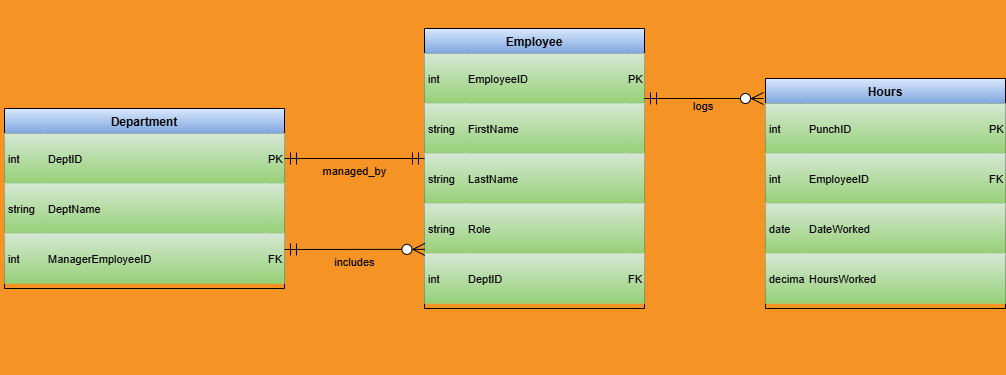 Department
int DeptID PK
string DeptName
int ManagerEmployeeID FK
managed_by
includes
Employee
int EmployeeID PK
string FirstName
string LastName
string Role
int DeptID FK
logs
Hours
int PunchID PK
int EmployeeID FK
date DateWorked
decima HoursWorked